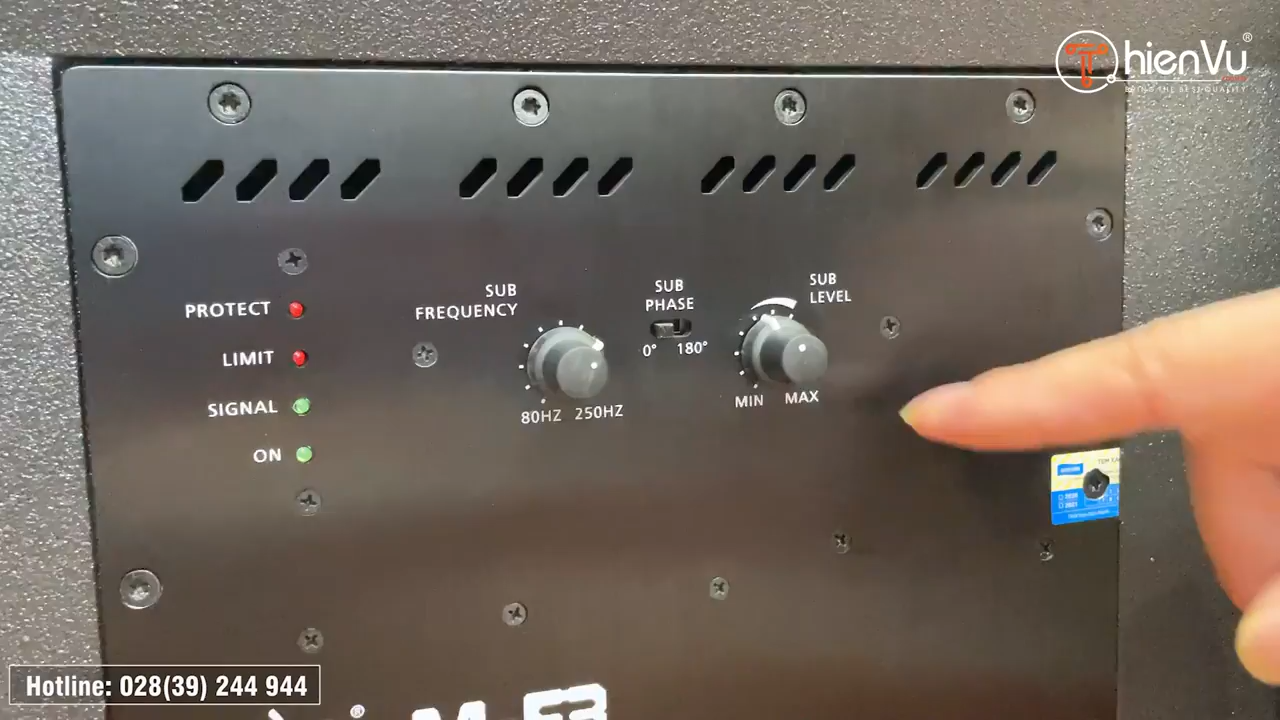 hienVu®
PROTECT
LIMIT
SIGNAL
ON
SUB
FREQUENCY
80HZ 250HZ
SUB
PHASE
0° 180°
SUB
LEVEL
MIN MAX
Hotline: 028(39) 244 944